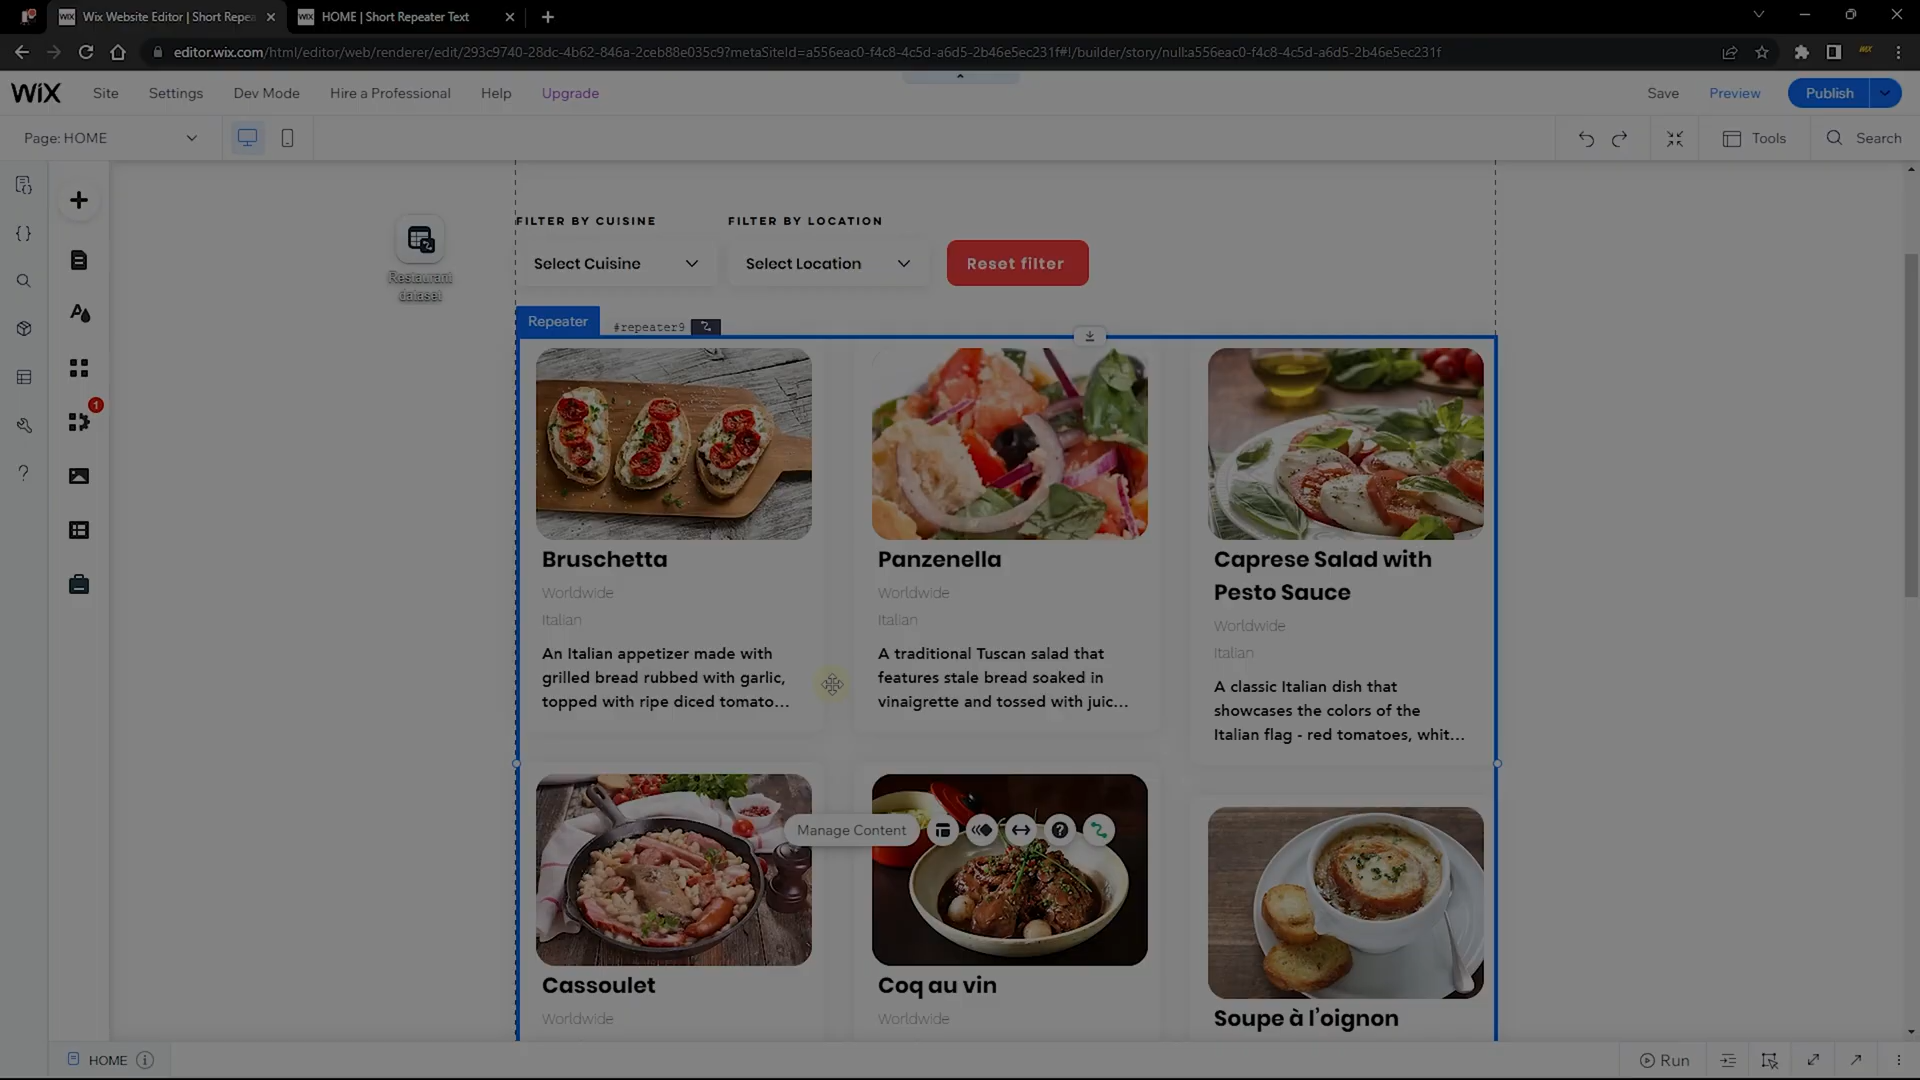 Wix Website Editor | Short Repea
HOME | Short Repeater Text
editor.wix.com/html/editor/web/renderer/edit/293c9740-28dc-4b62-846a-2ceb88e035c9?metaSiteId=a556eac0-f4c8-4c5d-a6d5-2b46e5ec231f#!/builder/story/null:a556eac0-f4c8-4c5d-a6d5-2b46e5ec231f
WiX Site Settings Dev Mode Hire a Professional Help Upgrade Save Preview Publish
Page: HOME Tools Search
FILTER BY CUISINE FILTER BY LOCATION
Select Cuisine Select Location Reset filter
Restaurant
dataset
Repeater #repeater9
1
Bruschetta
Worldwide
Italian
An Italian appetizer made with
grilled bread rubbed with garlic,
topped with ripe diced tomato...
Panzenella
Worldwide
Italian
A traditional Tuscan salad that
features stale bread soaked in
vinaigrette and tossed with juic...
Caprese Salad with
Pesto Sauce
Worldwide
Italian
A classic Italian dish that
showcases the colors of the
Italian flag - red tomatoes, whit...
Manage Content
Cassoulet
Worldwide
Coq au vin
Worldwide
Soupe à l'oignon
HOME Run